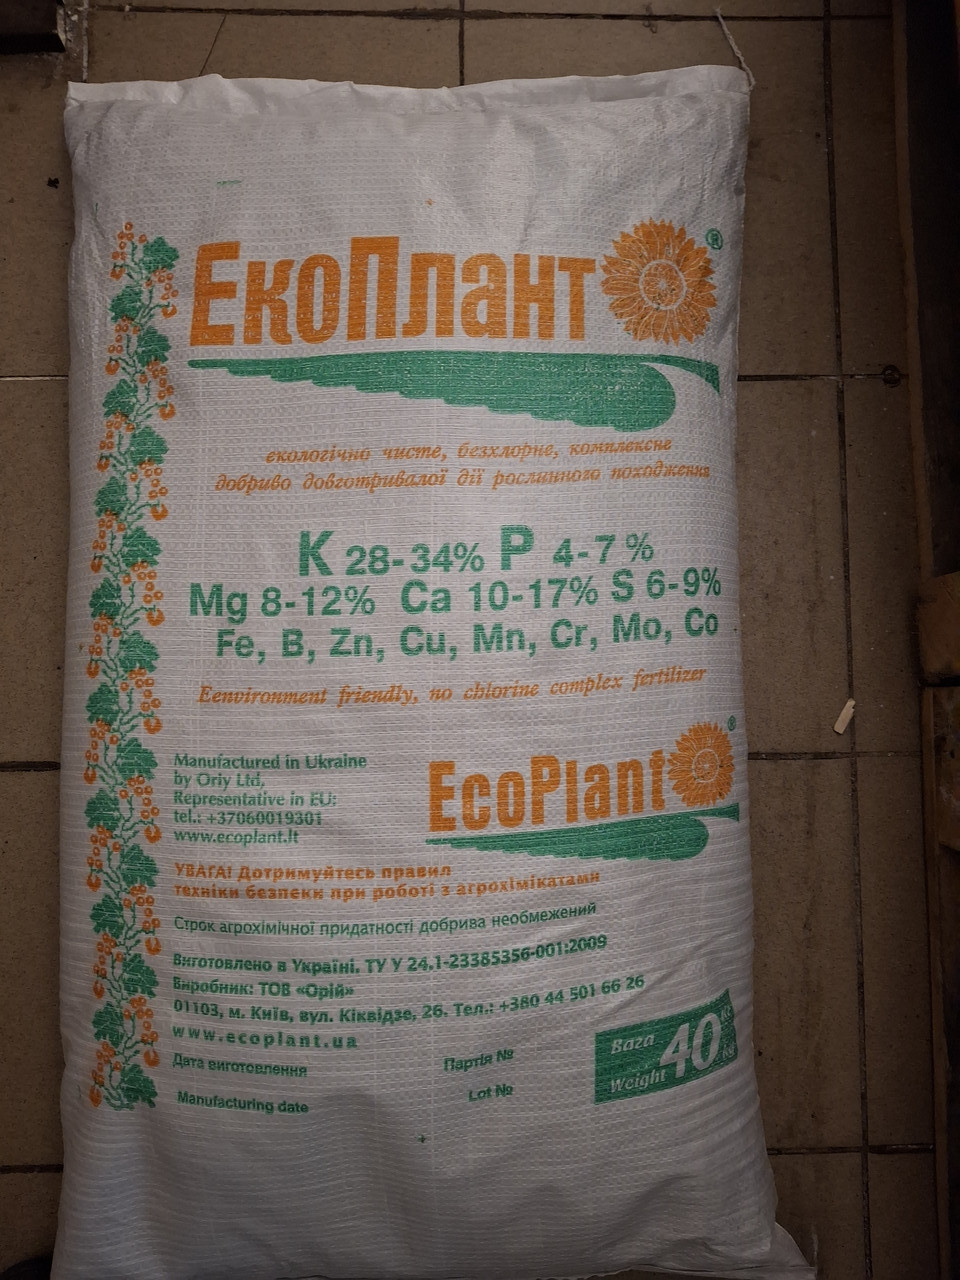 ЕкоПлант®
екологічно чисте, безхлорне, комплексне
добриво довготривалої дії рослинного походження
K 28-34% P 4-7%
Mg 8-12% Ca 10-17% S 6-9%
Fe, B, Zn, Cu, Mn, Cr, Mo, Co
Eenvironment friendly, no chlorine complex fertilizer
EcoPlant®
Manufactured in Ukraine
by Oriy Ltd,
Representative in EU:
tel.: +37060019301
www.ecoplant.lt
УВАГА! Дотримуйтесь правил
техніки безпеки при роботі з агрохімікатами
Строк агрохімічної придатності добрива необмежений
Виготовлено в Україні. ТУ У 24.1-23385356-001:2009
Виробник: ТОВ «Орій»
01103, м. Київ, вул. Кіквідзе, 26. Тел.: +380 44 501 66 26
www.ecoplant.ua
Дата виготовлення Партія №
Manufacturing date Lot №
Вага 40 кг
Weight kg